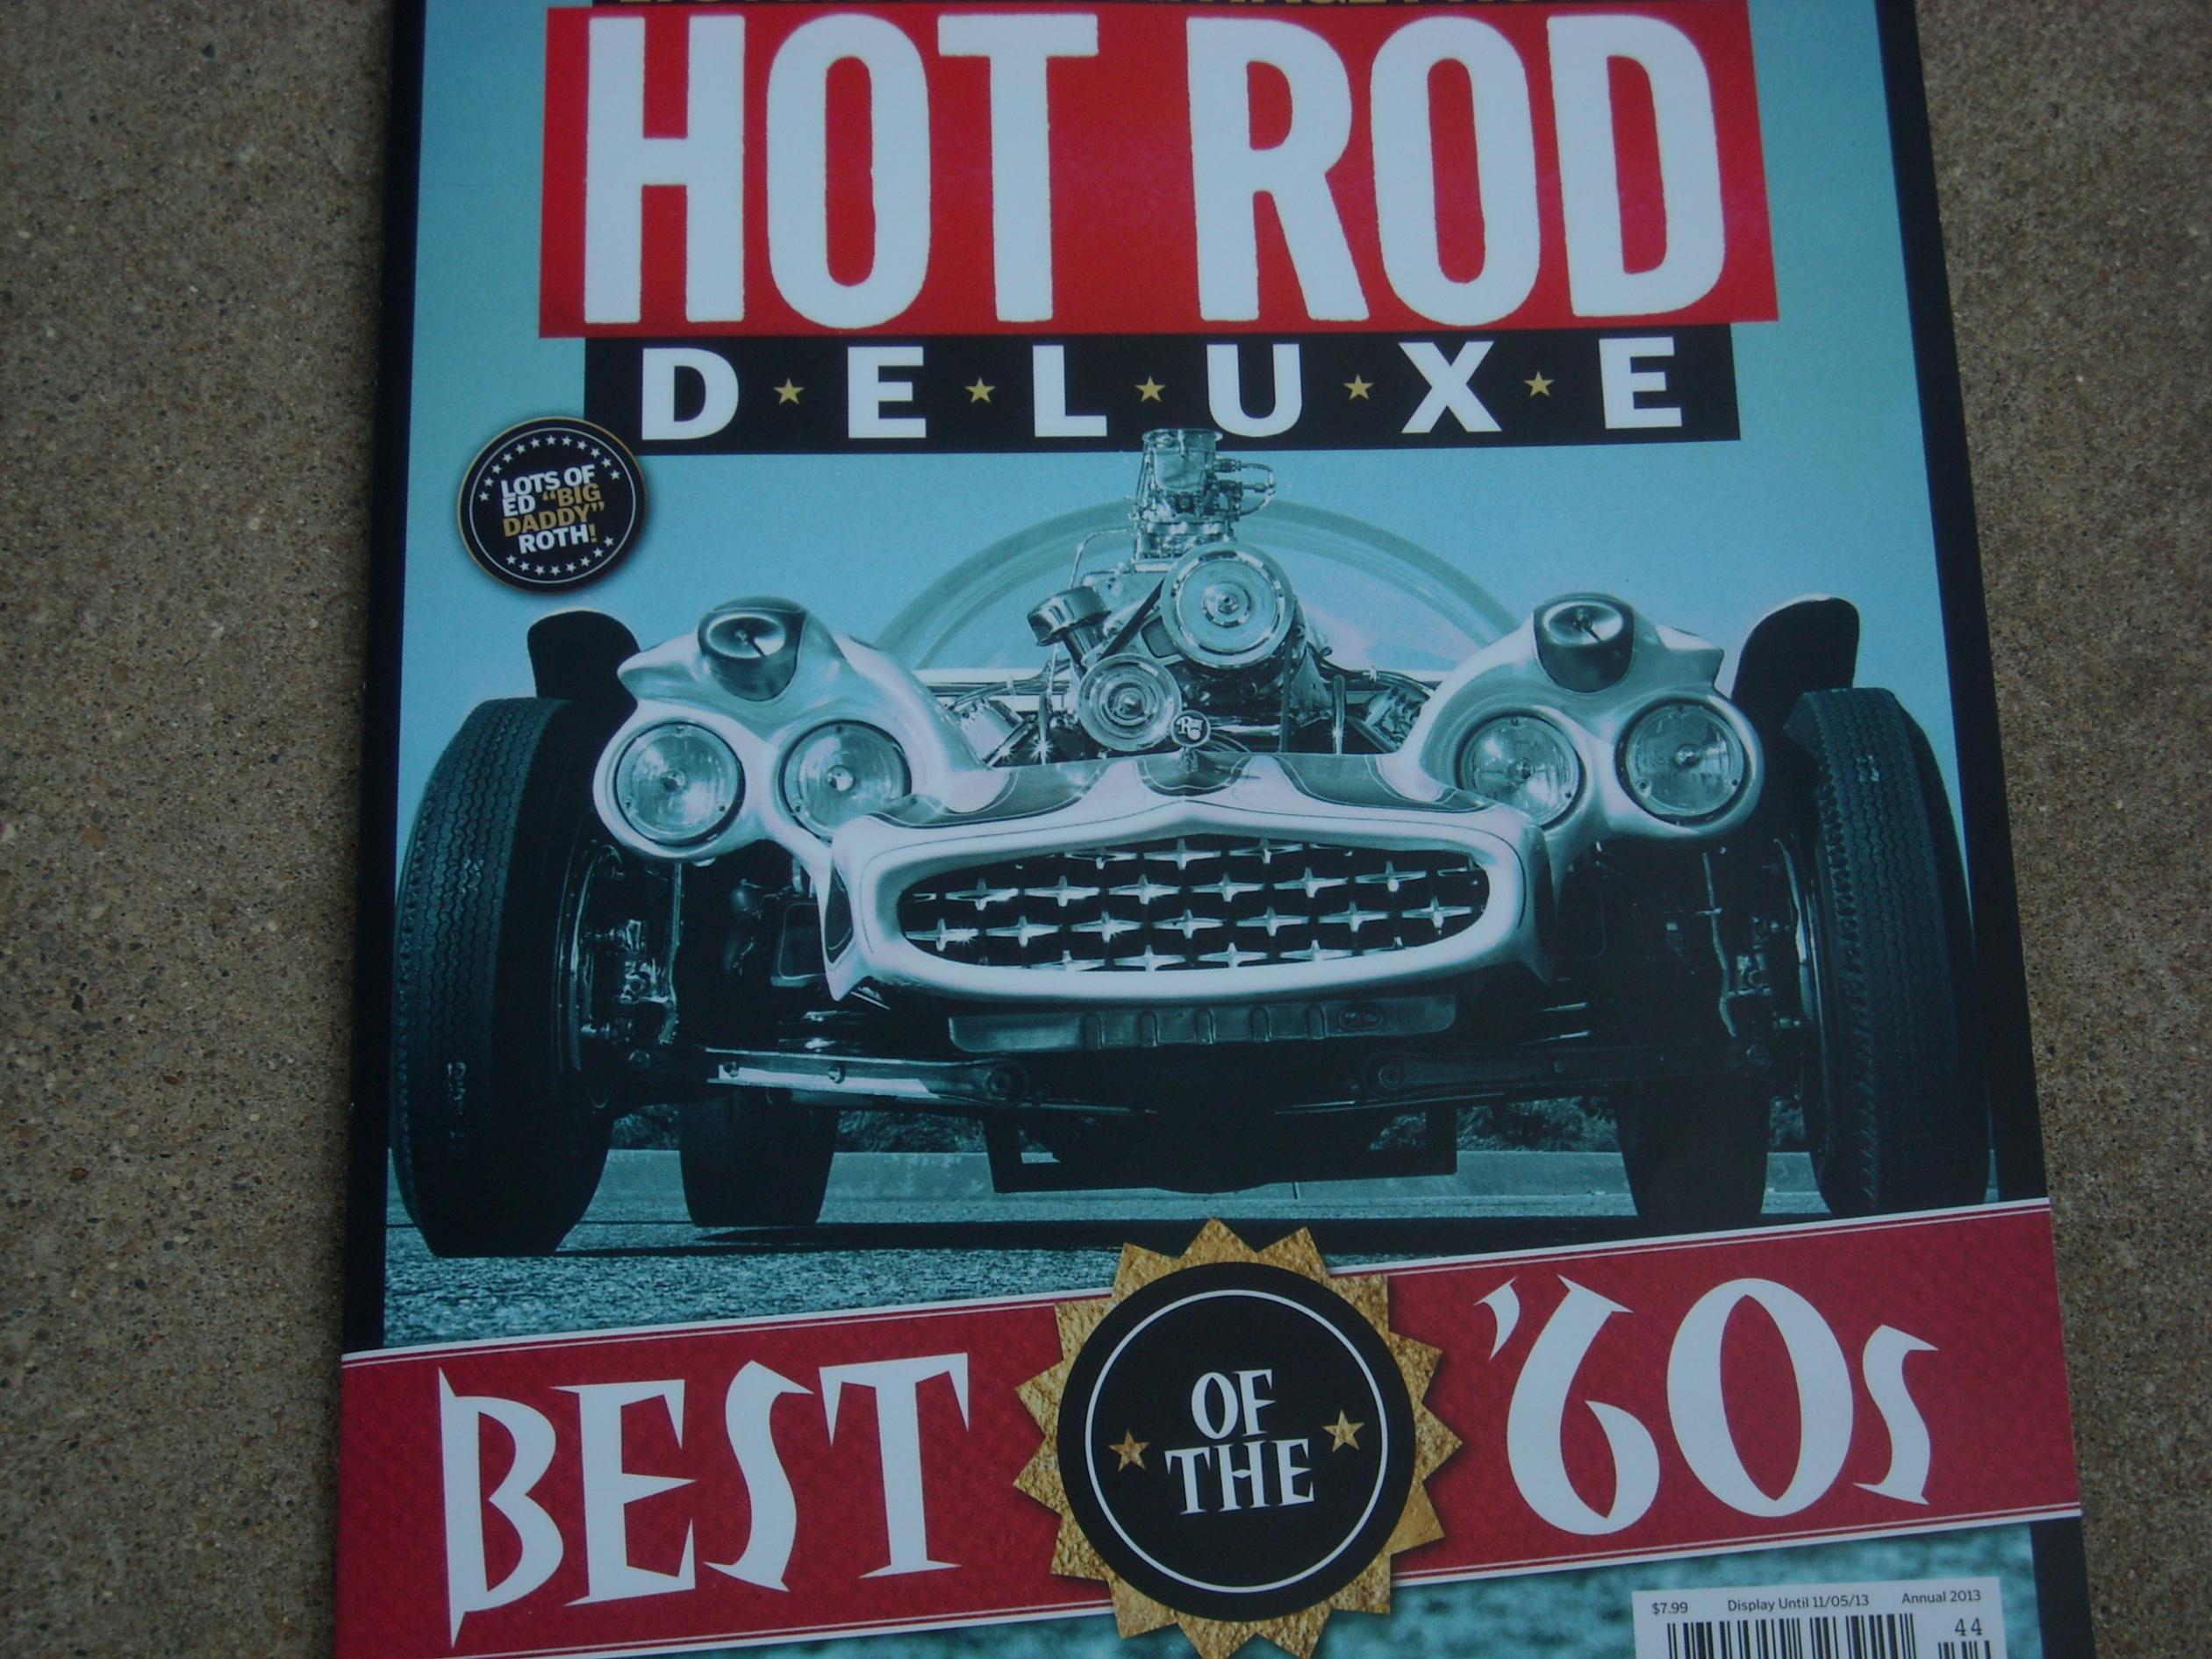 HOT ROD
D★E★L★U★X★E
LOTS OF
ED "BIG
DADDY"
ROTH!
BEST
OF
THE
'60s
$7.99 Display Until 11/05/13 Annual 2013
44